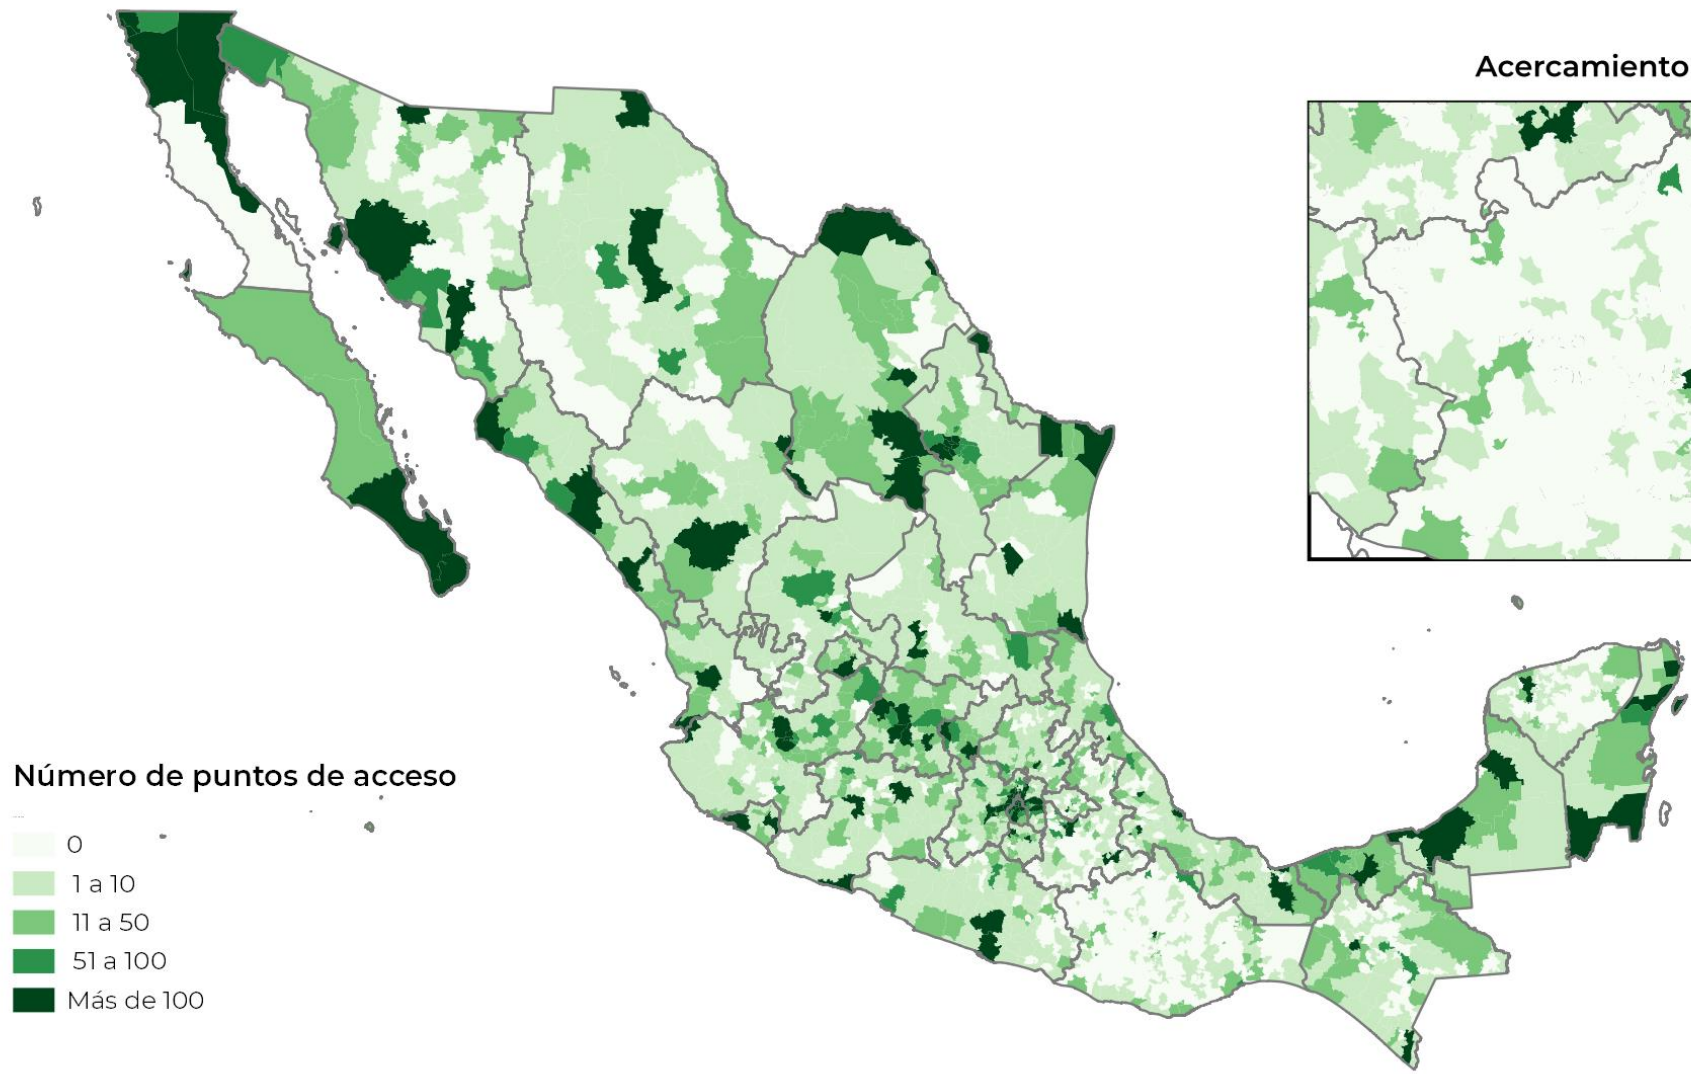 Acercamiento
Número de puntos de acceso
...
0
1 a 10
11 a 50
51 a 100
Más de 100